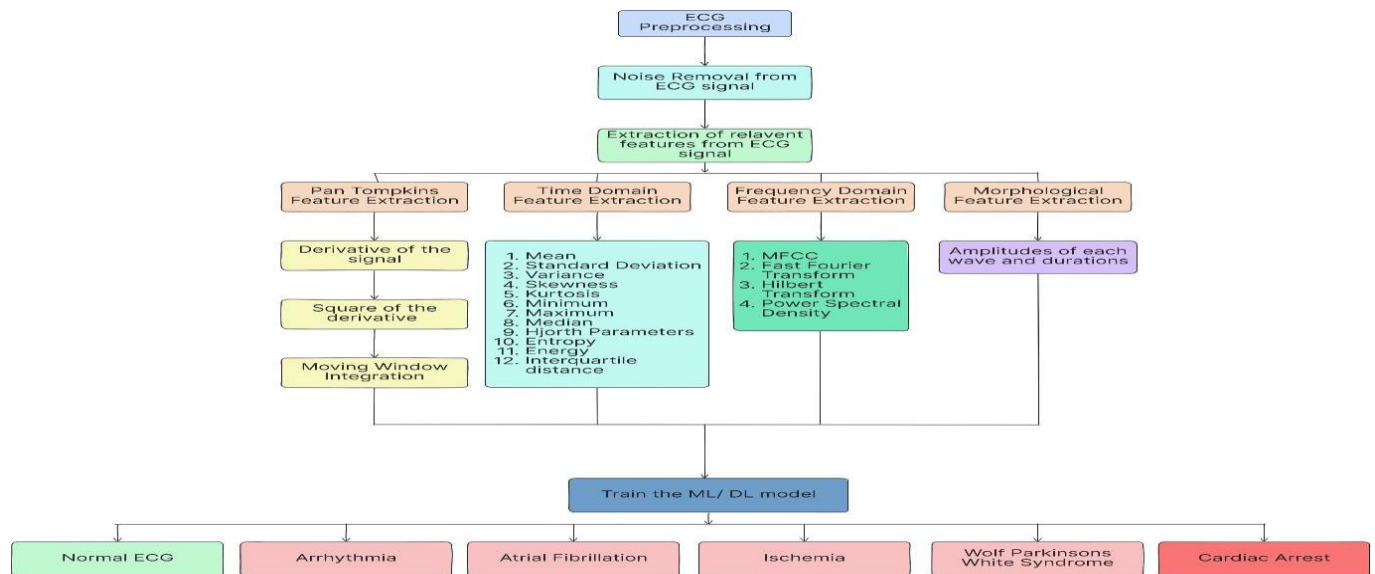 ECG
Preprocessing
Noise Removal from
ECG signal
Extraction of relavent
features from ECG
signal
Pan Tompkins
Feature Extraction
Time Domain
Feature Extraction
Frequency Domain
Feature Extraction
Morphological
Feature Extraction
Derivative of the
signal
Square of the
derivative
Moving Window
Integration
1. Mean
2. Standard Deviation
3. Variance
4. Skewness
5. Kurtosis
6. Minimum
7. Maximum
8. Median
9. Hjorth Parameters
10. Entropy
11. Energy
12. Interquartile
distance
1. MFCC
2. Fast Fourier
Transform
3. Hilbert
Transform
4. Power Spectral
Density
Amplitudes of each
wave and durations
Train the ML/ DL model
Normal ECG
Arrhythmia
Atrial Fibrillation
Ischemia
Wolf Parkinsons
White Syndrome
Cardiac Arrest